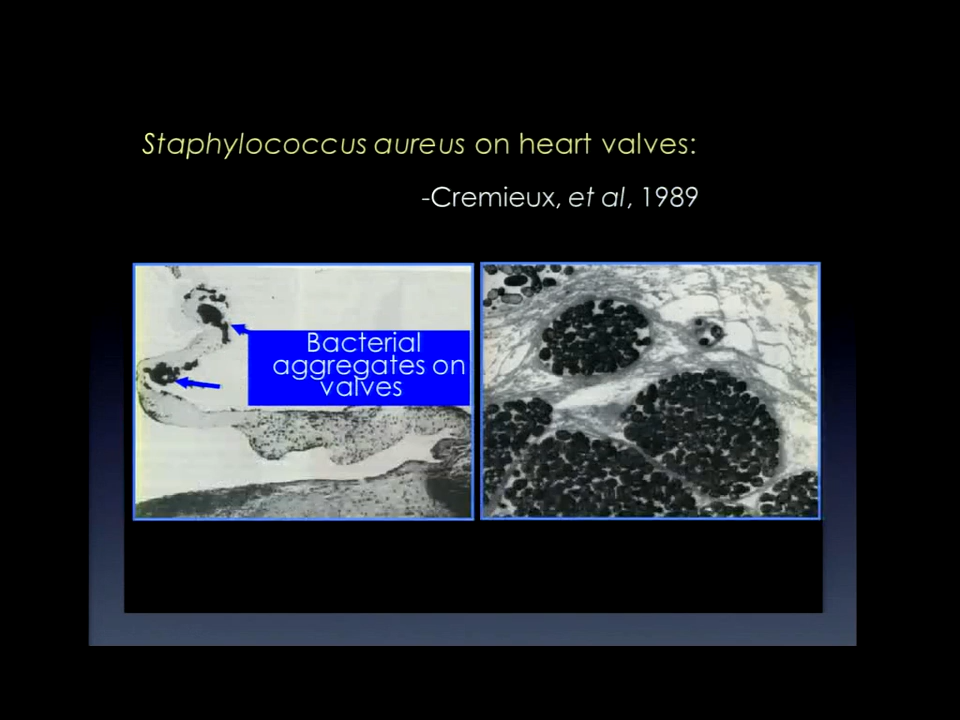 Staphylococcus aureus on heart valves:
-Cremieux, et al, 1989
Bacterial
aggregates on
valves